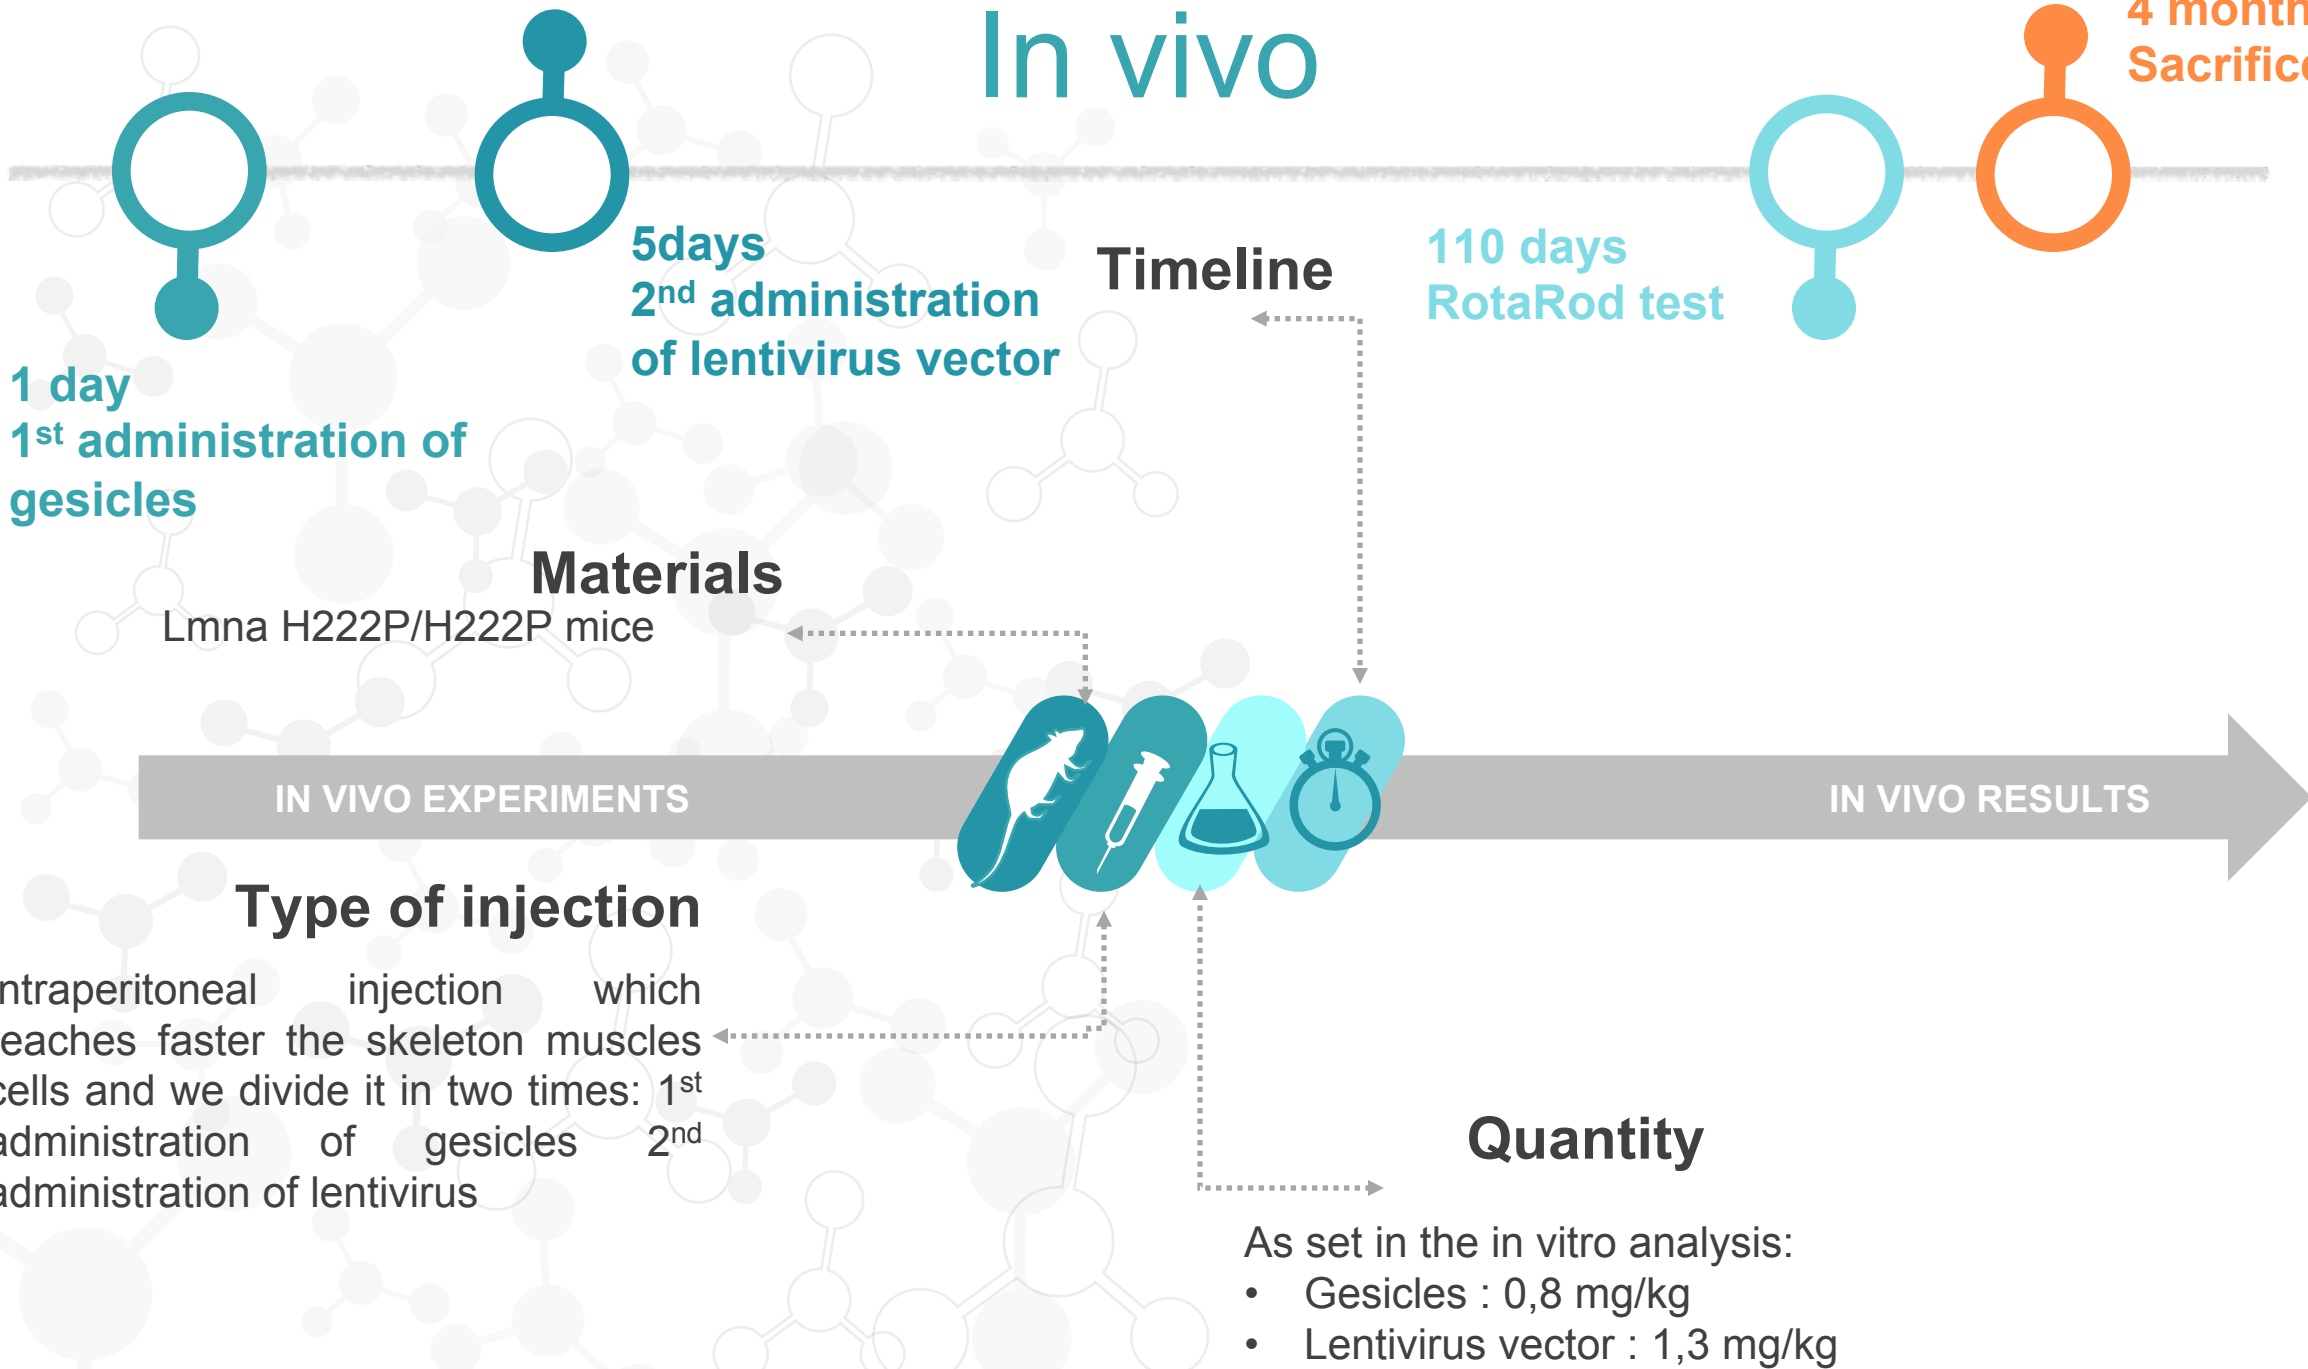 In vivo
4 month
Sacrifice
5days
2nd administration
of lentivirus vector
Timeline
110 days
RotaRod test
1 day
1st administration of
gesicles
Materials
Lmna H222P/H222P mice
IN VIVO EXPERIMENTS
IN VIVO RESULTS
Type of injection
ntraperitoneal injection which
eaches faster the skeleton muscles
cells and we divide it in two times: 1st
administration of gesicles 2nd
administration of lentivirus
Quantity
As set in the in vitro analysis:
• Gesicles : 0,8 mg/kg
• Lentivirus vector : 1,3 mg/kg